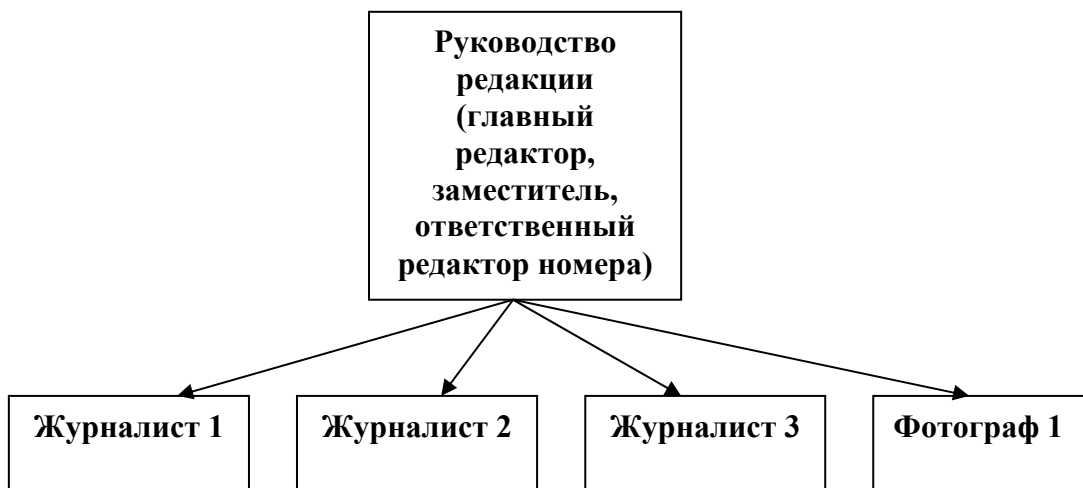 Руководство
редакции
(главный
редактор,
заместитель,
ответственный
редактор номера)
Журналист 1
Журналист 2
Журналист 3
Фотограф 1